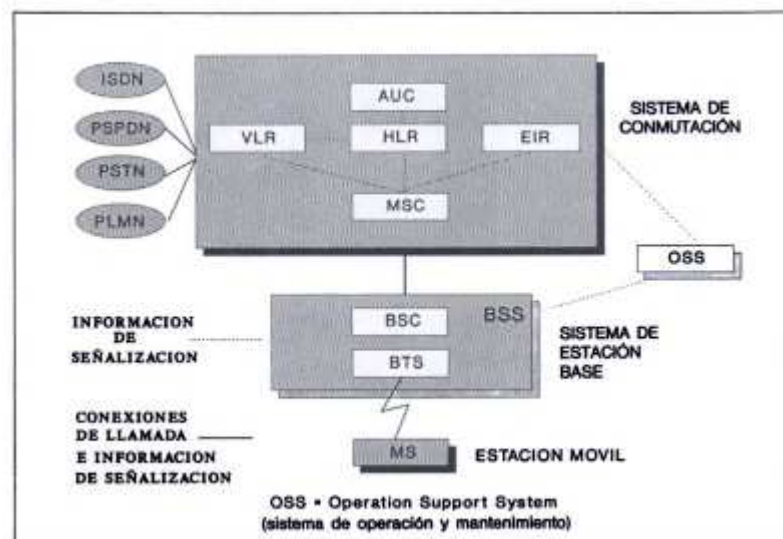 ISDN
PSPDN
PSTN
PLMN
AUC
VLR
HLR
EIR
MSC
SISTEMA DE
CONMUTACIÓN
OSS
BSS
BSC
BTS
SISTEMA DE
ESTACIÓN
BASE
INFORMACION
DE
SEÑALIZACION
CONEXIONES
DE LLAMADA
E INFORMACION
DE SEÑALIZACION
MS
ESTACION MOVIL
OSS = Operation Support System
(sistema de operación y mantenimiento)